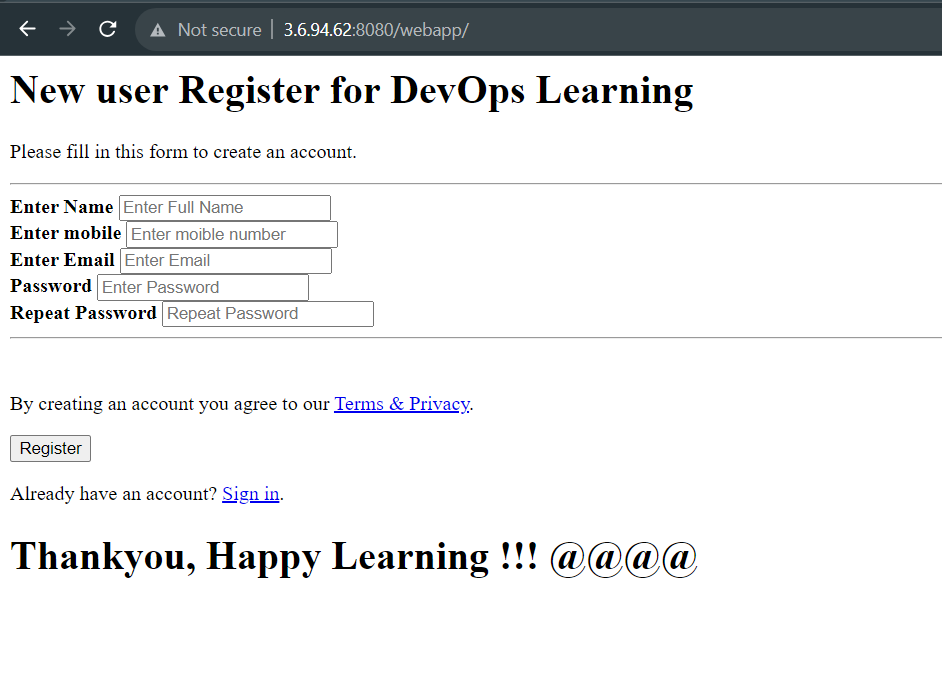 Not secure 3.6.94.62:8080/webapp/
New user Register for DevOps Learning
Please fill in this form to create an account.
Enter Name Enter Full Name
Enter mobile Enter moible number
Enter Email Enter Email
Password Enter Password
Repeat Password Repeat Password
By creating an account you agree to our Terms & Privacy.
Register
Already have an account? Sign in.
Thankyou, Happy Learning !!! @@@@